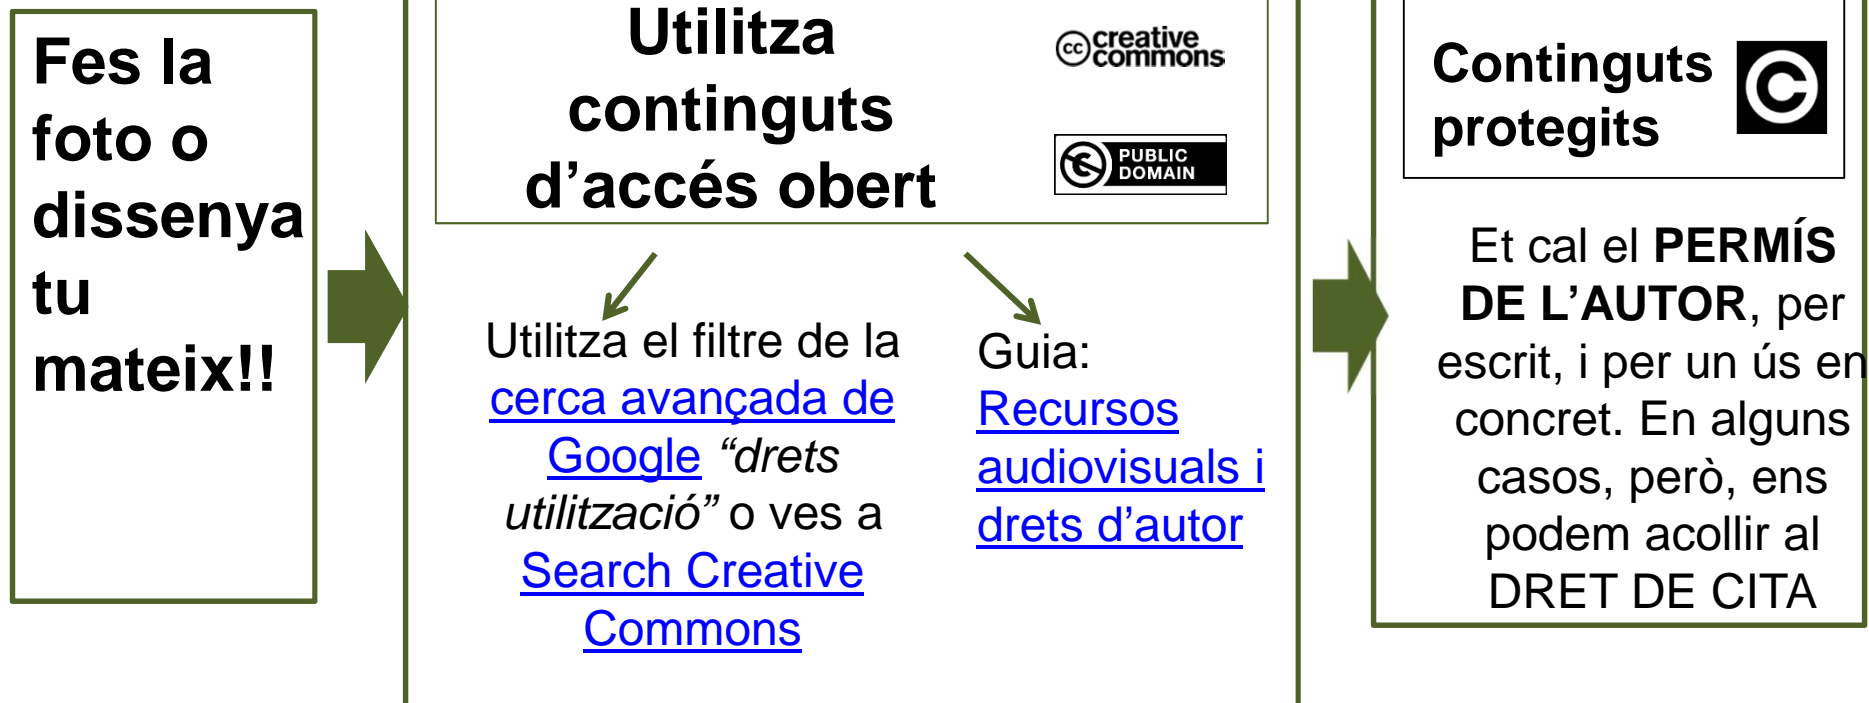 Fes la
foto o
dissenya
tu
mateix!!
Utilitza
continguts
d’accés obert
cc creative
commons
PUBLIC
DOMAIN
Utilitza el filtre de la
cerca avançada de
Google “drets
utilització” o ves a
Search Creative
Commons
Guia:
Recursos
audiovisuals i
drets d’autor
Continguts
protegits
C
Et cal el PERMÍS
DE L’AUTOR, per
escrit, i per un ús en
concret. En alguns
casos, però, ens
podem acollir al
DRET DE CITA